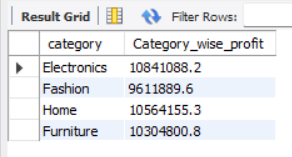 Result Grid Filter Rows:
category Category_wise_profit
Electronics 10841088.2
Fashion 9611889.6
Home 10564155.3
Furniture 10304800.8